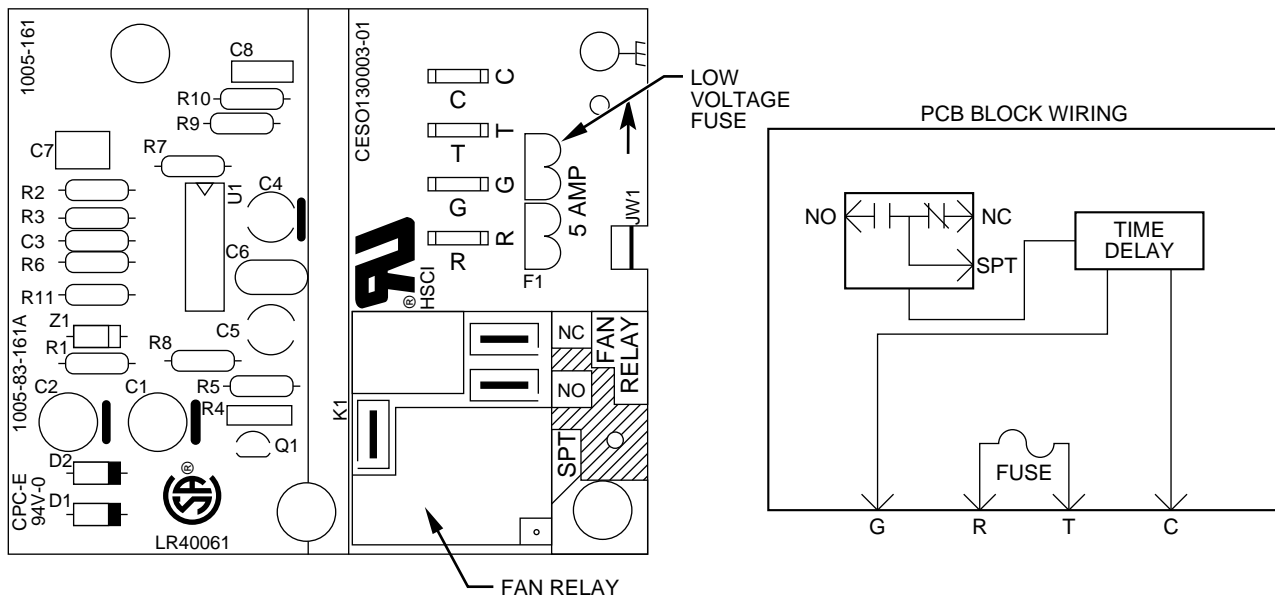 1005-161
C8
R10
R9
C7
R7
R2
R3
C3
R6
R11
U1
C4
C6
C5
Z1
R1
R8
C2
C1
R5
R4
Q1
D2
D1
1005-83-161A
CPC-E
94V-0
SA®
LR40061
CESO130003-01
C
C
T
T
G
G
R
R
5 AMP
F1
JW1
®
HSCI
K1
NC
NO
SPT
FAN
RELAY
LOW
VOLTAGE
FUSE
FAN RELAY
PCB BLOCK WIRING
NO
NC
SPT
TIME
DELAY
FUSE
G R T C